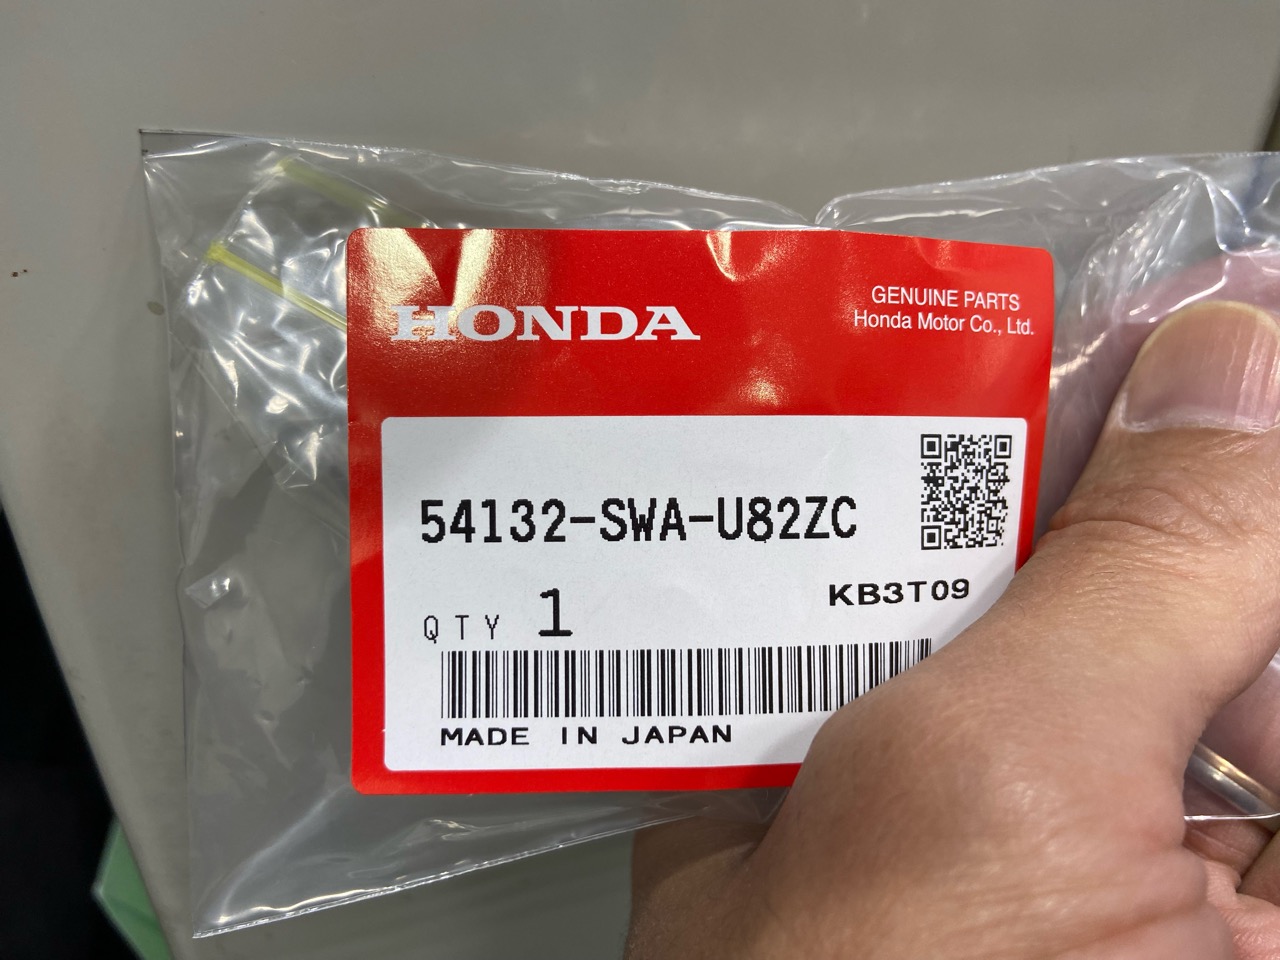 HONDA
GENUINE PARTS
Honda Motor Co., Ltd.
54132-SWA-U82ZC
KB3T09
QTY 1
MADE IN JAPAN